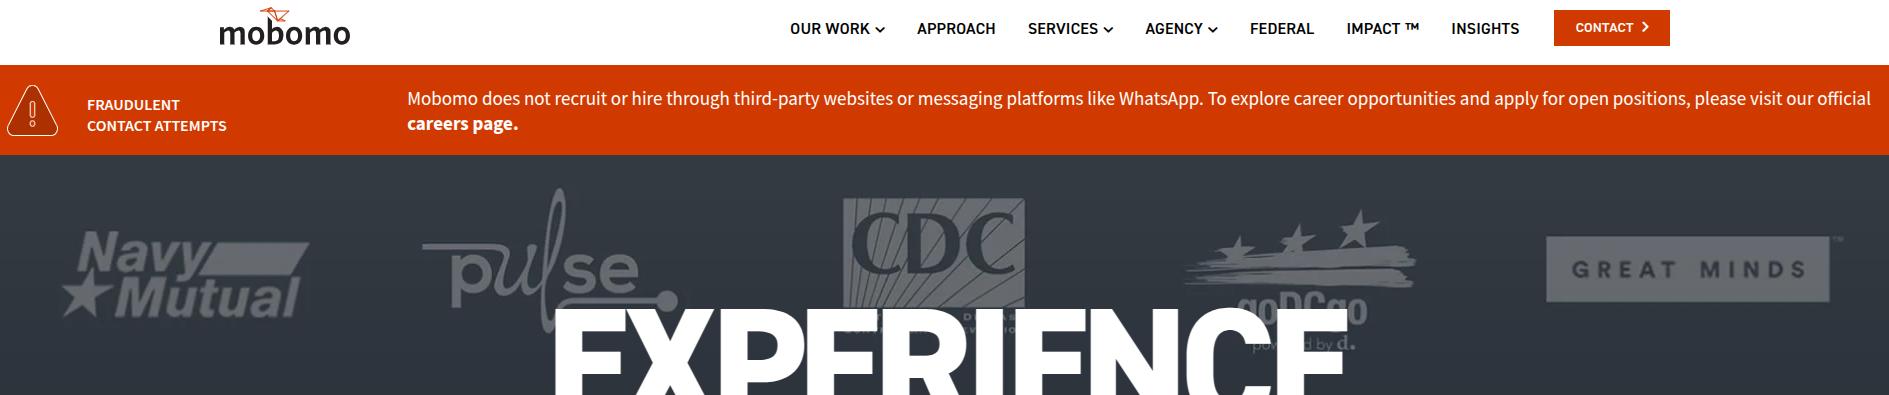 mobomo
OUR WORK
APPROACH
SERVICES
AGENCY
FEDERAL
IMPACT ™
INSIGHTS
CONTACT
FRAUDULENT
CONTACT ATTEMPTS
Mobomo does not recruit or hire through third-party websites or messaging platforms like WhatsApp. To explore career opportunities and apply for open positions, please visit our official
careers page.
Navy
Mutual
pulse
CDC
goDCgo
by d.
GREAT MINDS ™
EXPERIENCE